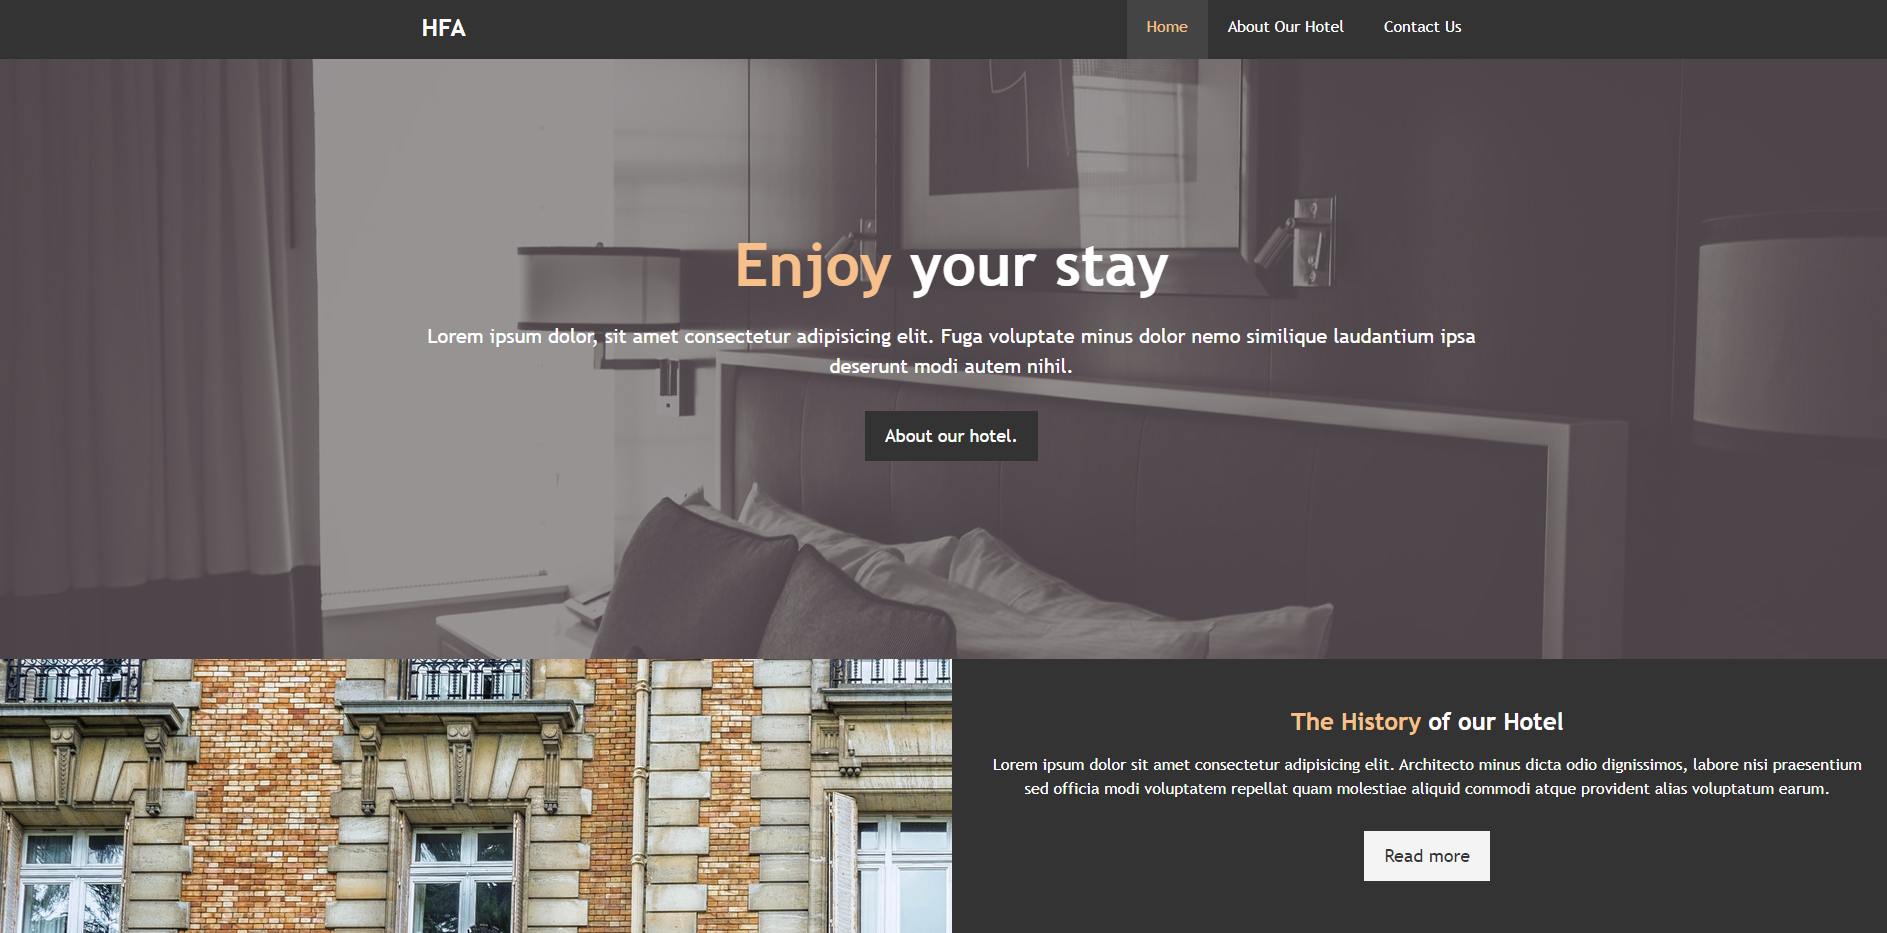 HFA
Home
About Our Hotel
Contact Us
Enjoy your stay
Lorem ipsum dolor, sit amet consectetur adipisicing elit. Fuga voluptate minus dolor nemo similique laudantium ipsa
deserunt modi autem nihil.
About our hotel.
The History of our Hotel
Lorem ipsum dolor sit amet consectetur adipisicing elit. Architecto minus dicta odio dignissimos, labore nisi praesentium
sed officia modi voluptatem repellat quam molestiae aliquid commodi atque provident alias voluptatum earum.
Read more